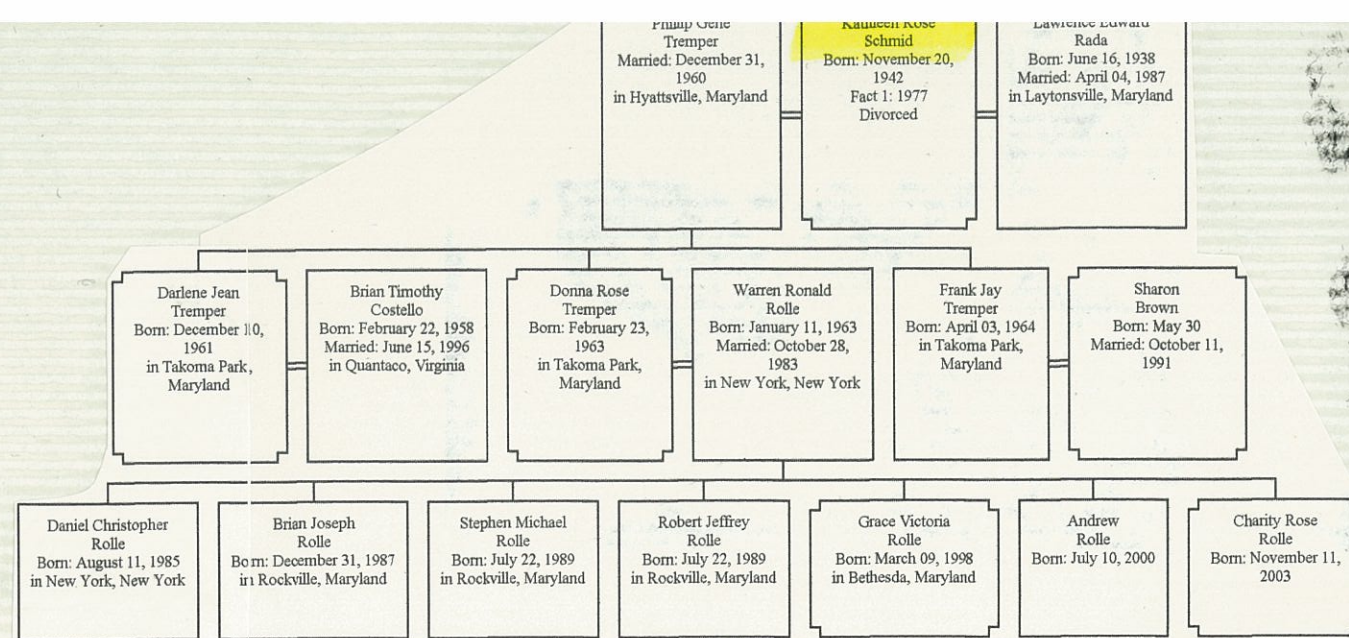 Phillip Gene
Tremper
Married: December 31,
1960
in Hyattsville, Maryland
Kathleen Rose
Schmid
Born: November 20,
1942
Fact 1: 1977
Divorced
Lawrence Edward
Rada
Born: June 16, 1938
Married: April 04, 1987
in Laytonsville, Maryland
Darlene Jean
Tremper
Born: December 10,
1961
in Takoma Park,
Maryland
Brian Timothy
Costello
Born: February 22, 1958
Married: June 15, 1996
in Quantaco, Virginia
Donna Rose
Tremper
Born: February 23,
1963
in Takoma Park,
Maryland
Warren Ronald
Rolle
Born: January 11, 1963
Married: October 28,
1983
in New York, New York
Frank Jay
Tremper
Born: April 03, 1964
in Takoma Park,
Maryland
Sharon
Brown
Born: May 30
Married: October 11,
1991
Daniel Christopher
Rolle
Born: August 11, 1985
in New York, New York
Brian Joseph
Rolle
Born: December 31, 1987
in Rockville, Maryland
Stephen Michael
Rolle
Born: July 22, 1989
in Rockville, Maryland
Robert Jeffrey
Rolle
Born: July 22, 1989
in Rockville, Maryland
Grace Victoria
Rolle
Born: March 09, 1998
in Bethesda, Maryland
Andrew
Rolle
Born: July 10, 2000
Charity Rose
Rolle
Born: November 11,
2003